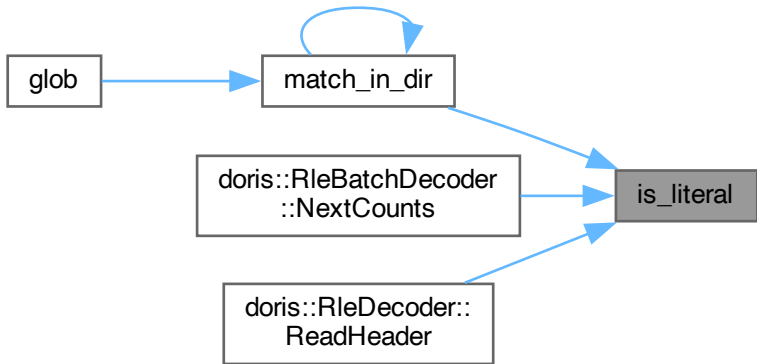 glob
match_in_dir
doris::RleBatchDecoder
::NextCounts
is_literal
doris::RleDecoder::
ReadHeader